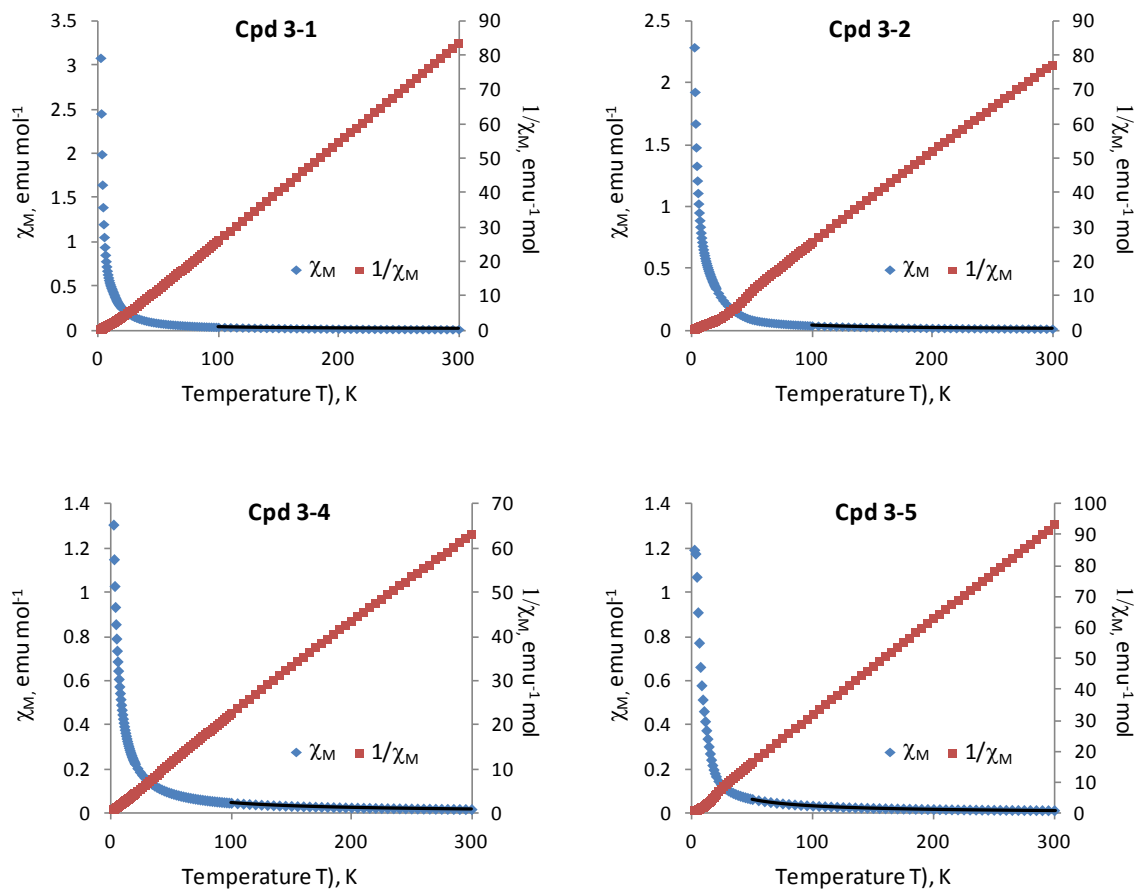 Cpd 3-1
3.5
3
2.5
2
1.5
1
0.5
0
90
80
70
60
50
40
30
20
10
0
0 100 200 300
χM, emu mol-1
1/χM, emu-1 mol
χM 1/χM
Temperature T), K
Cpd 3-2
2.5
2
1.5
1
0.5
0
90
80
70
60
50
40
30
20
10
0
0 100 200 300
χM, emu mol-1
1/χM, emu-1 mol
χM 1/χM
Temperature T), K
Cpd 3-4
1.4
1.2
1
0.8
0.6
0.4
0.2
0
70
60
50
40
30
20
10
0
0 100 200 300
χM, emu mol-1
1/χM, emu-1 mol
χM 1/χM
Temperature T), K
Cpd 3-5
1.4
1.2
1
0.8
0.6
0.4
0.2
0
100
90
80
70
60
50
40
30
20
10
0
0 100 200 300
χM, emu mol-1
1/χM, emu-1 mol
χM 1/χM
Temperature T), K